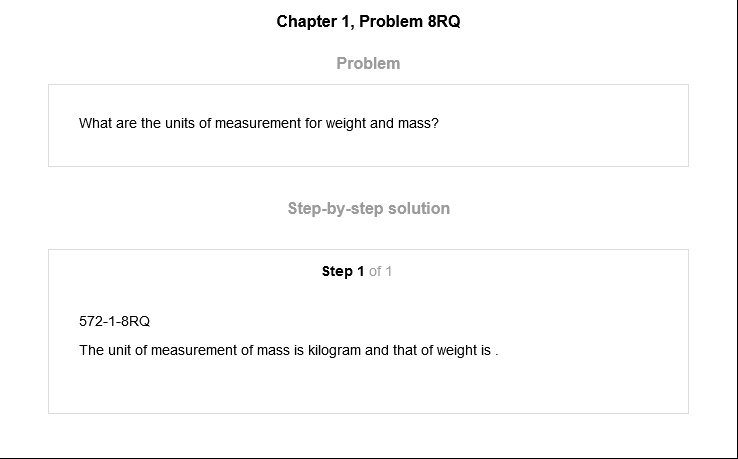 Chapter 1, Problem 8RQ
Problem
What are the units of measurement for weight and mass?
Step-by-step solution
Step 1 of 1
572-1-8RQ
The unit of measurement of mass is kilogram and that of weight is .